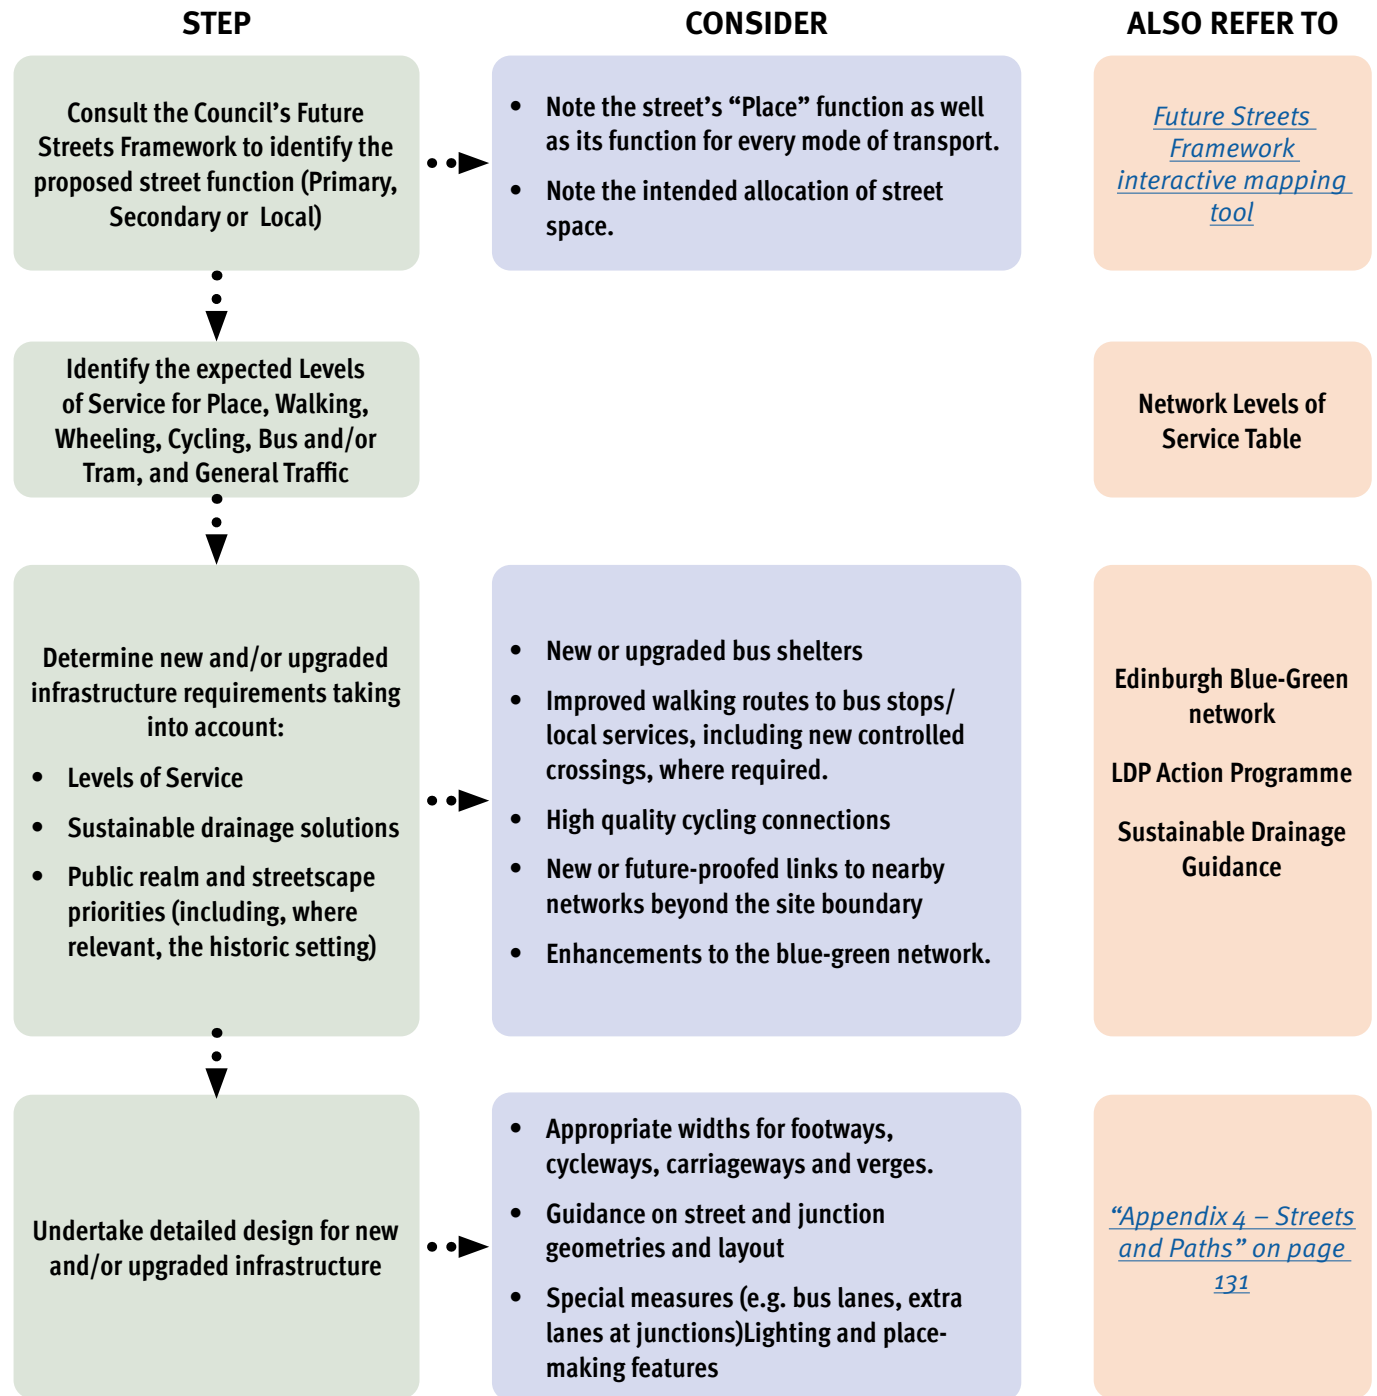 STEP
CONSIDER
ALSO REFER TO
Consult the Council’s Future
Streets Framework to identify the
proposed street function (Primary,
Secondary or Local)
• Note the street’s “Place” function as well
as its function for every mode of transport.
• Note the intended allocation of street
space.
Future Streets
Framework
interactive mapping
tool
Identify the expected Levels
of Service for Place, Walking,
Wheeling, Cycling, Bus and/or
Tram, and General Traffic
Network Levels of
Service Table
Determine new and/or upgraded
infrastructure requirements taking
into account:
• Levels of Service
• Sustainable drainage solutions
• Public realm and streetscape
priorities (including, where
relevant, the historic setting)
• New or upgraded bus shelters
• Improved walking routes to bus stops/
local services, including new controlled
crossings, where required.
• High quality cycling connections
• New or future-proofed links to nearby
networks beyond the site boundary
• Enhancements to the blue-green network.
Edinburgh Blue-Green
network
LDP Action Programme
Sustainable Drainage
Guidance
Undertake detailed design for new
and/or upgraded infrastructure
• Appropriate widths for footways,
cycleways, carriageways and verges.
• Guidance on street and junction
geometries and layout
• Special measures (e.g. bus lanes, extra
lanes at junctions)Lighting and place-
making features
“Appendix 4 – Streets
and Paths” on page
131